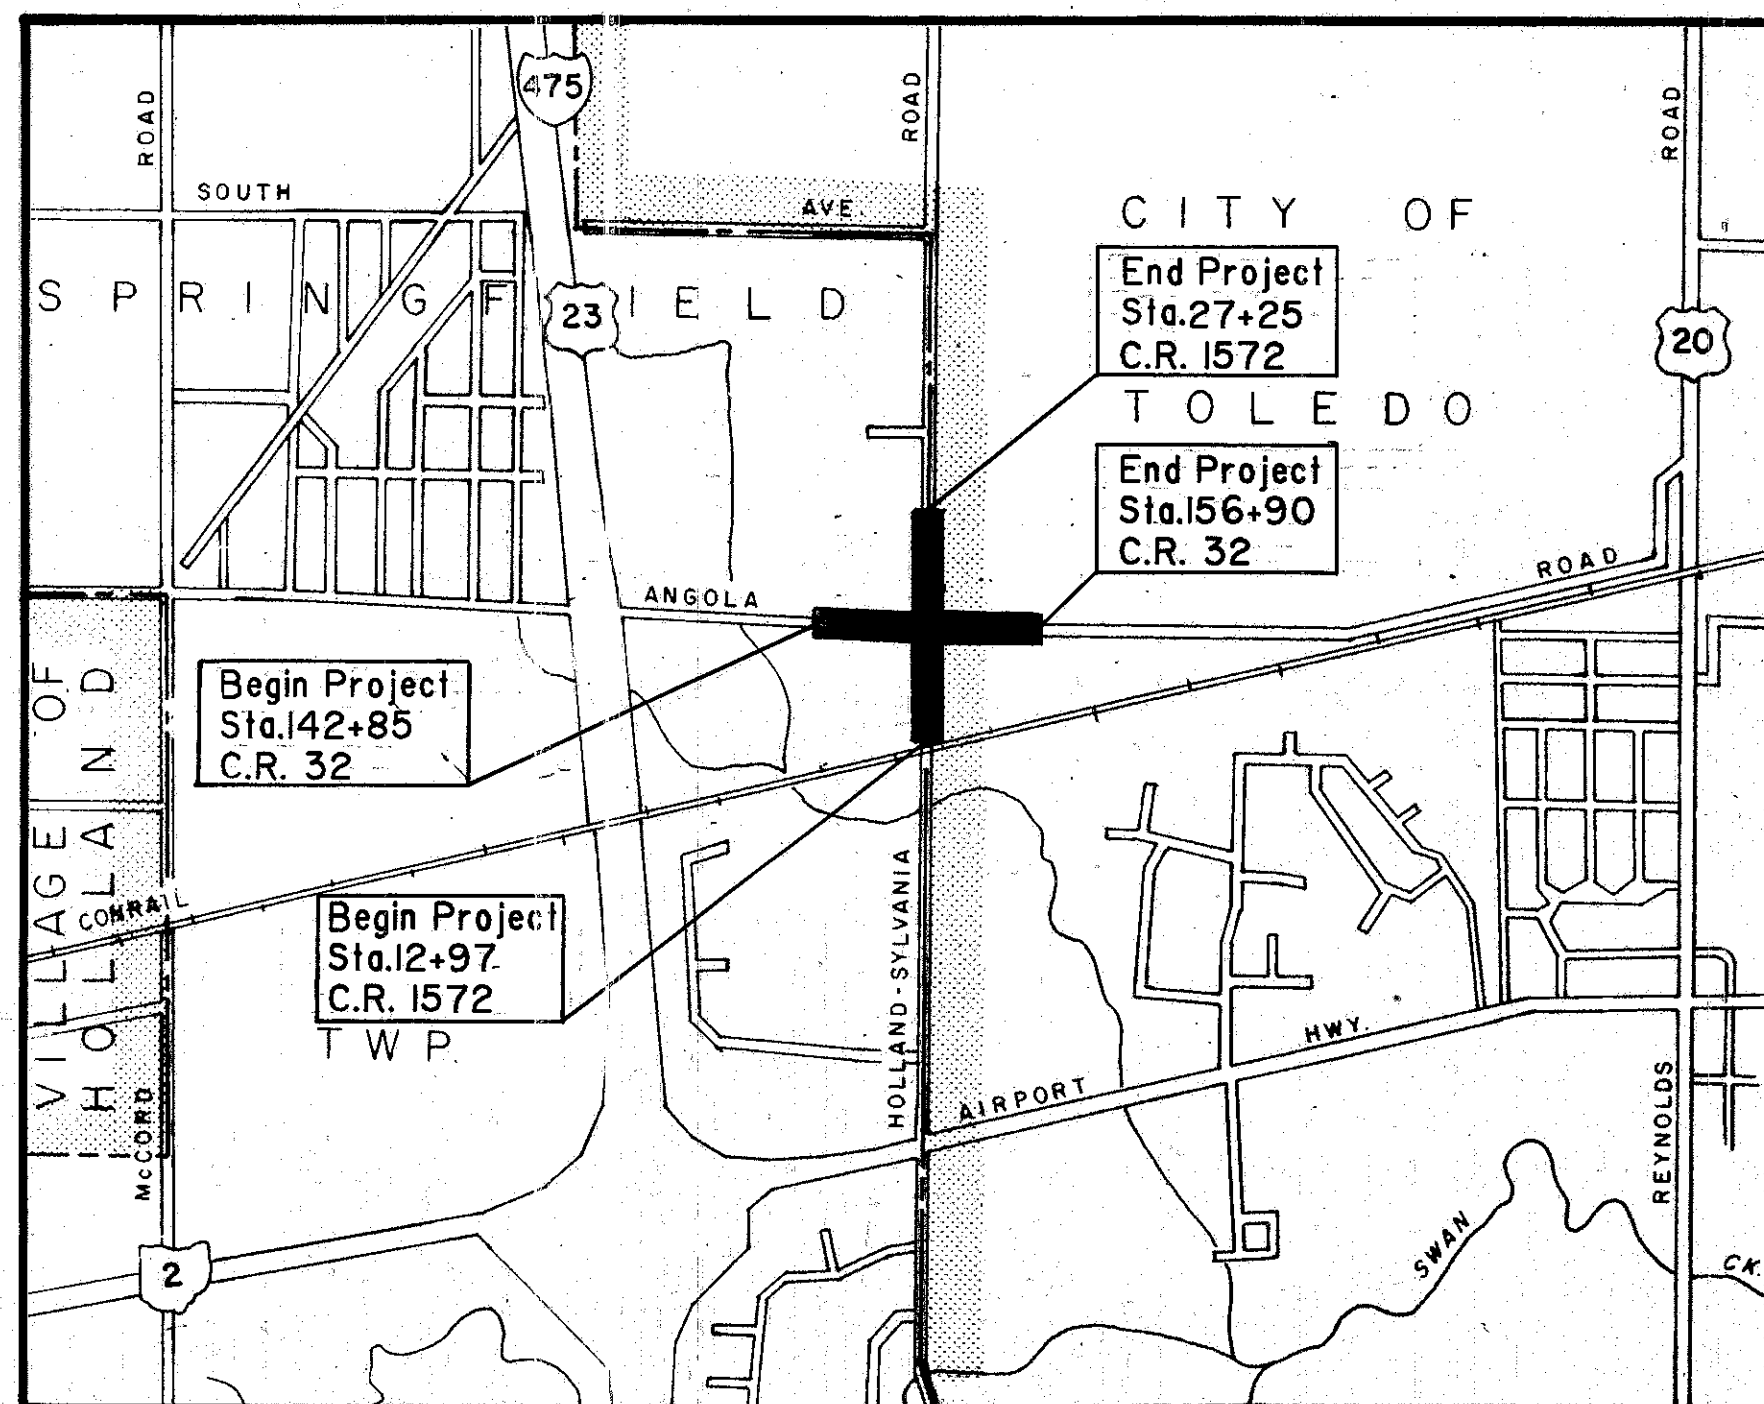 475
ROAD
ROAD
ROAD
SOUTH
AVE.
CITY OF
SPRINGFIELD
23
End Project
Sta.27+25
C.R. 1572
20
TOLEDO
End Project
Sta.156+90
C.R. 32
ROAD
ANGOLA
Begin Project
Sta.142+85
C.R. 32
VILLAGE OF
HOLLAND
CONRAIL
Begin Project
Sta.12+97
C.R. 1572
TWP.
HOLLAND-SYLVANIA
HWY.
AIRPORT
McCORD
REYNOLDS
2
SWAN
CK.